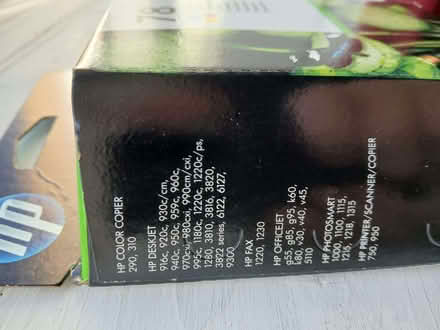 78
hp
HP COLOR COPIER
290, 310
HP DESKJET
916c, 920c, 930c/cm,
940c, 950c, 959c, 960c,
970cxi, 980cxi, 990cm/cxi,
995c, 1180c, 1220c, 1220c/ps,
1280, 3810, 3816, 3820,
3822 series, 6122, 6127,
9300
HP FAX
1220, 1230
HP OFFICEJET
g55, g85, g95, k60,
k80, v30, v40, v45,
5110
HP PHOTOSMART
1000, 1100, 1115,
1215, 1218, 1315
HP PRINTER/SCANNER/COPIER
750, 950